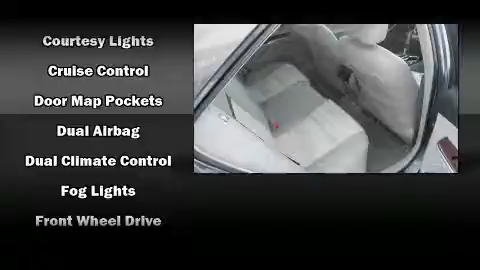 Courtesy Lights
Cruise Control
Door Map Pockets
Dual Airbag
Dual Climate Control
Fog Lights
Front Wheel Drive